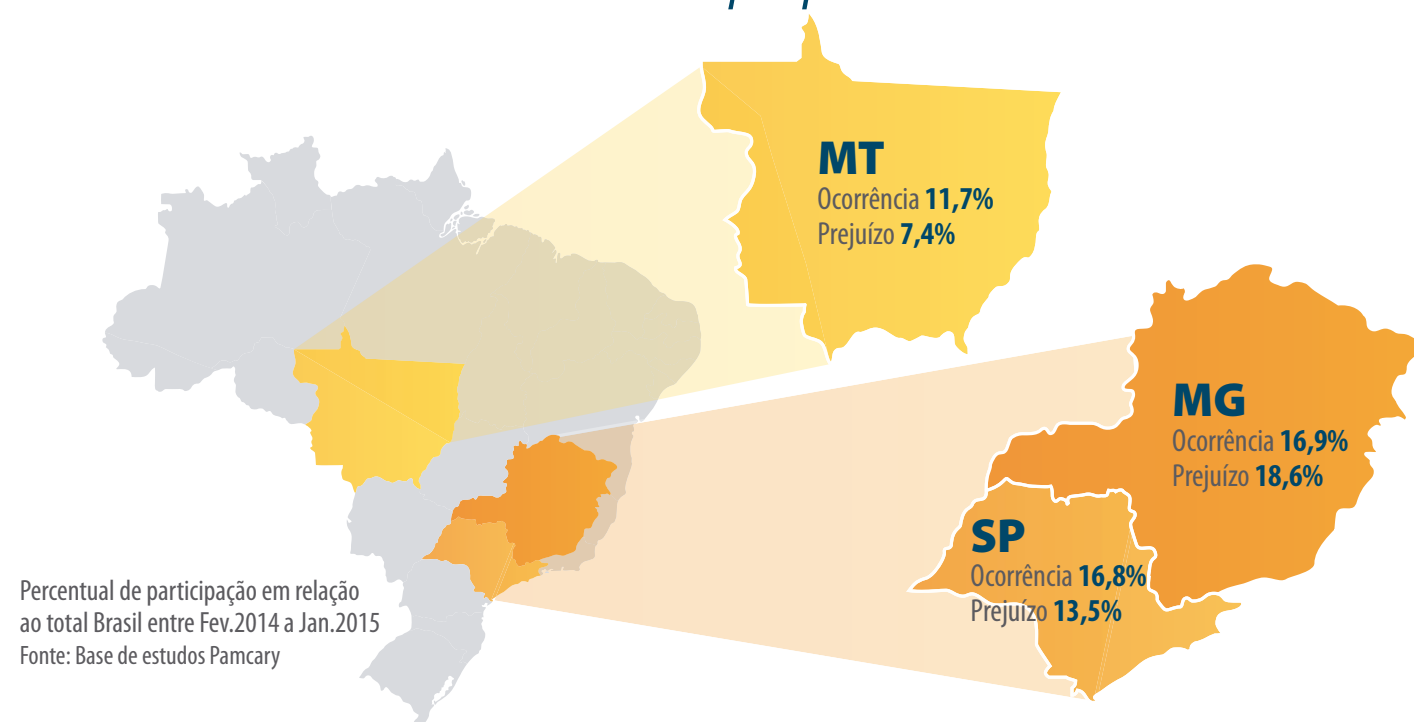 MT
Ocorrência 11,7%
Prejuízo 7,4%
MG
Ocorrência 16,9%
Prejuízo 18,6%
SP
Ocorrência 16,8%
Prejuízo 13,5%
Percentual de participação em relação
ao total Brasil entre Fev.2014 a Jan.2015
Fonte: Base de estudos Pamcary